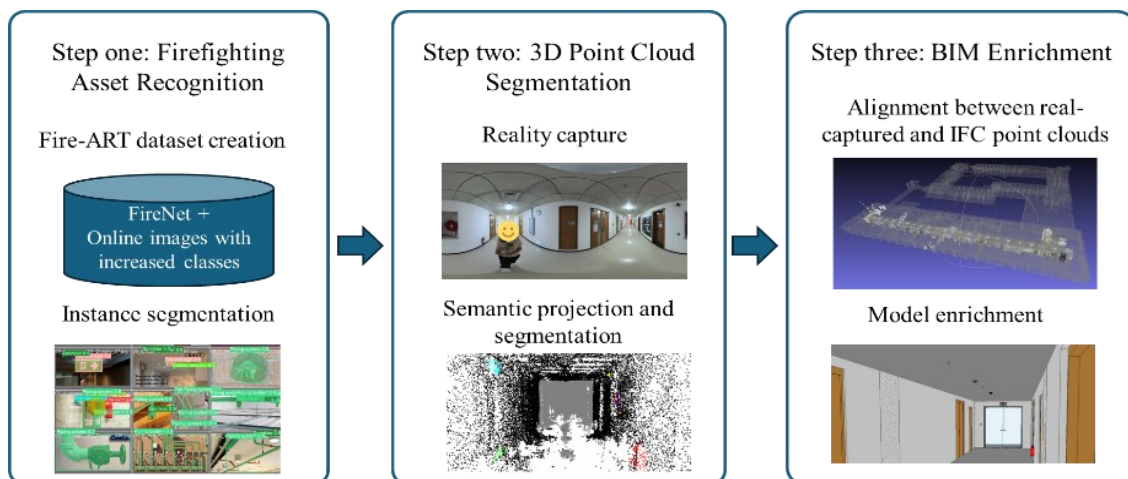 Step one: Firefighting
Asset Recognition
Fire-ART dataset creation
FireNet +
Online images with
increased classes
Instance segmentation
Step two: 3D Point Cloud
Segmentation
Reality capture
Semantic projection and
segmentation
Step three: BIM Enrichment
Alignment between real-
captured and IFC point clouds
Model enrichment